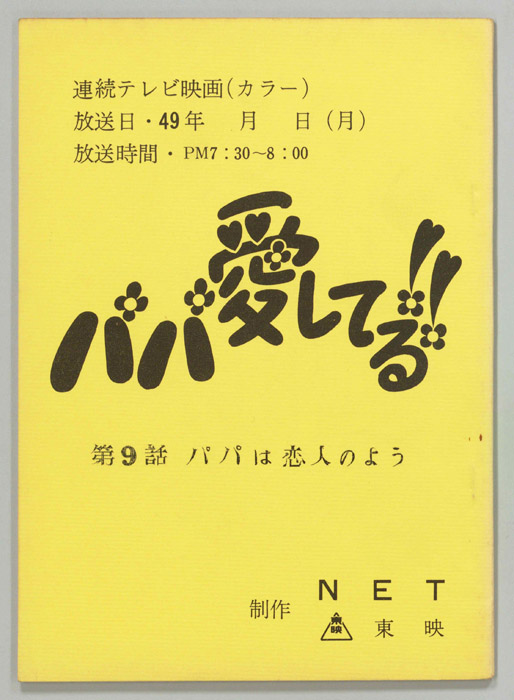 連続テレビ映画(カラー)
放送日・49年　月　日(月)
放送時間・PM7:30～8:00
パパ愛してる!!
第9話 パパは恋人のよう
NET
制作
東映 東映